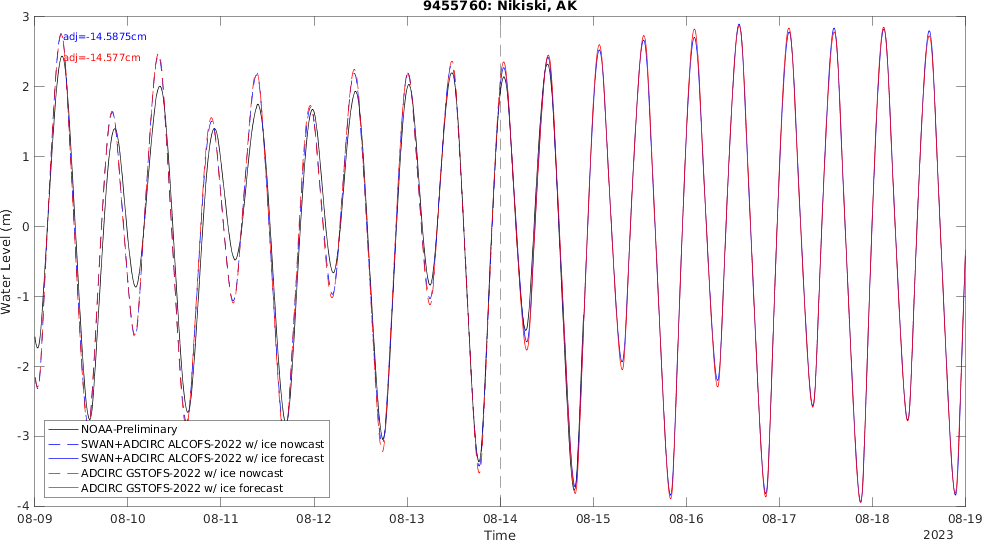 9455760: Nikiski, AK
adj=-14.5875cm
adj=-14.577cm
3
2
1
0
-1
-2
-3
-4
Water Level (m)
NOAA-Preliminary
SWAN+ADCIRC ALCOFS-2022 w/ ice nowcast
SWAN+ADCIRC ALCOFS-2022 w/ ice forecast
ADCIRC GSTOFS-2022 w/ ice nowcast
ADCIRC GSTOFS-2022 w/ ice forecast
08-09 08-10 08-11 08-12 08-13 08-14 08-15 08-16 08-17 08-18 08-19
Time
2023